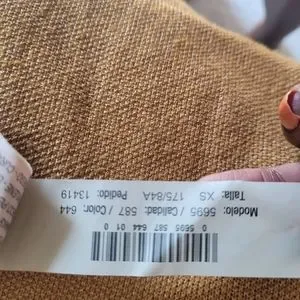 0 5695 587 644 01 0
Modelo: 5695 / Calidad: 587 / Color: 644
Talla: XS 175/84A Pedido: 13419